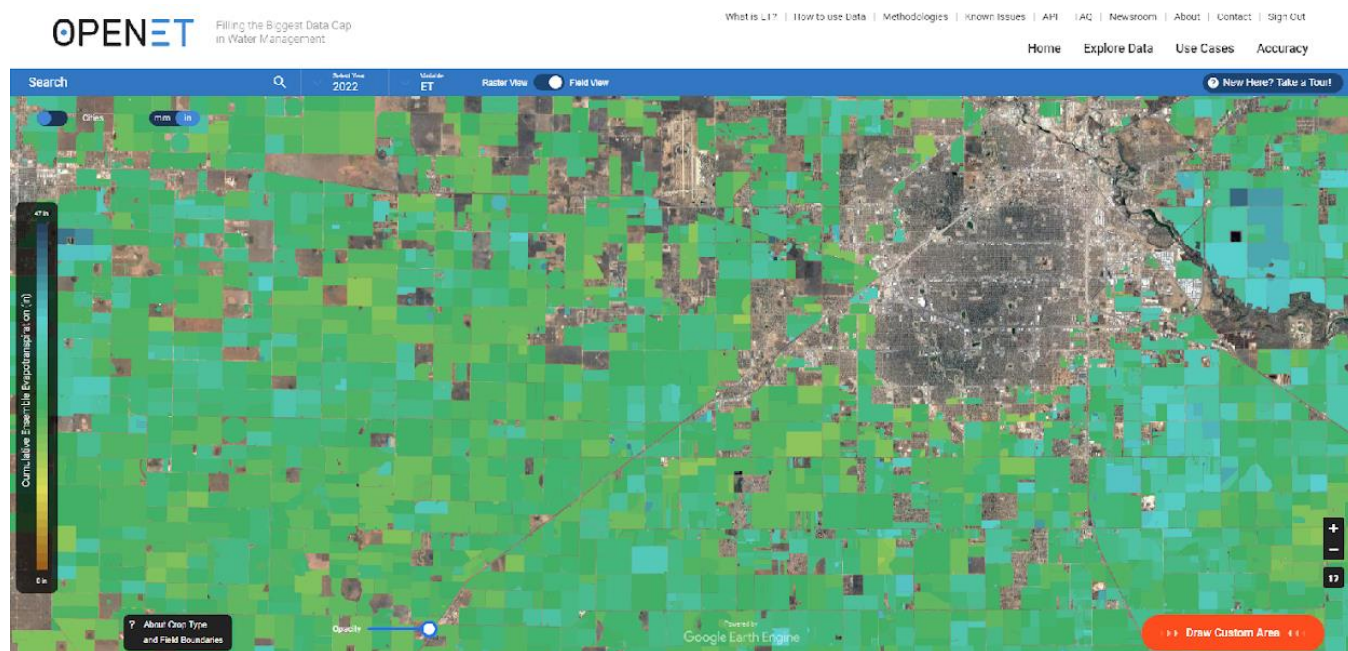 OPENET
Filling the Biggest Data Gap
in Water Management
What is ET? | How to use Data | Methodologies | Known Issues | API | FAQ | Newsroom | About | Contact | Sign Out
Home Explore Data Use Cases Accuracy
Search
Select Year
2022
Variable
ET
Raster View Field View
? New Here? Take a Tour!
Cities
mm in
47 in
Cumulative Ensemble Evapotranspiration (in)
0 in
+
−
? About Crop Type
and Field Boundaries
Opacity
Powered by
Google Earth Engine
Draw Custom Area